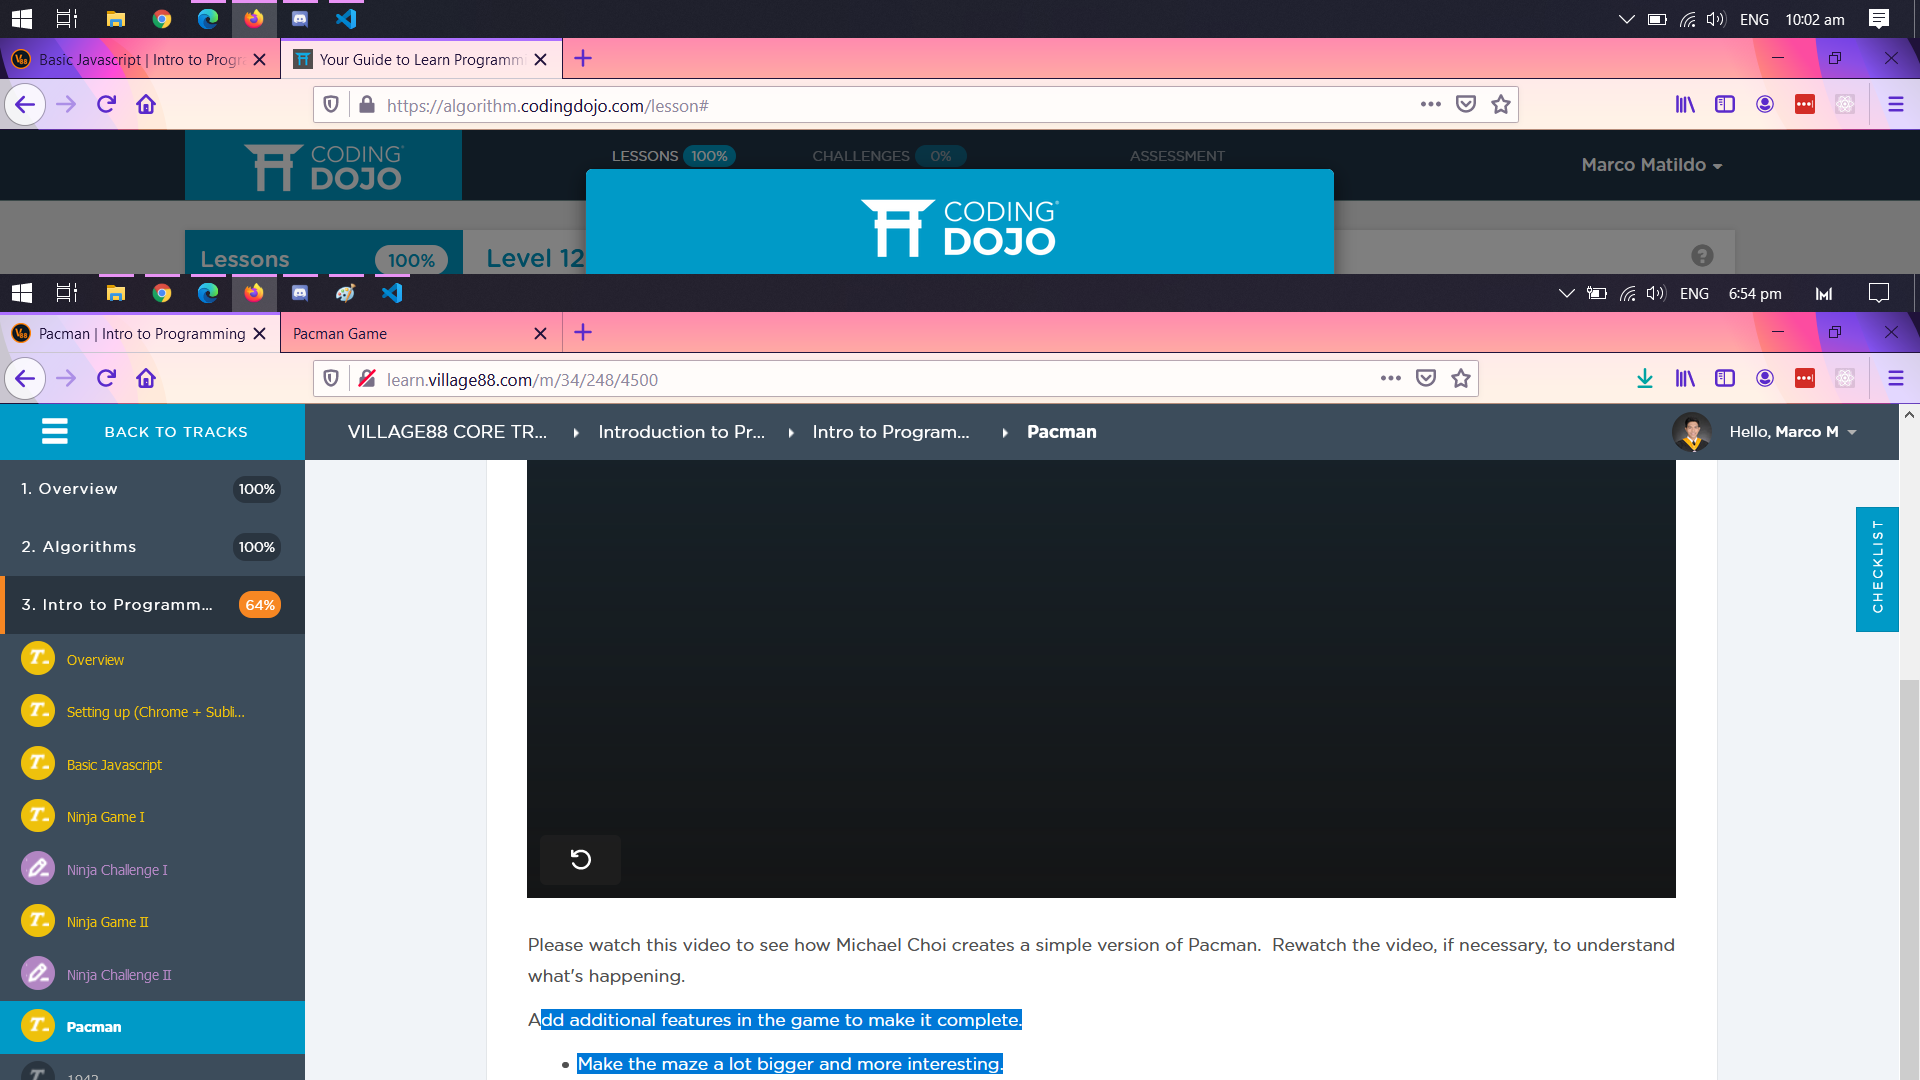 ENG 10:02 am
Basic Javascript | Intro to Progr
Your Guide to Learn Programm
https://algorithm.codingdojo.com/lesson#
CODING DOJO
LESSONS 100%
CHALLENGES 0%
ASSESSMENT
Marco Matildo
CODING DOJO
Lessons 100%
Level 12
ENG 6:54 pm
Pacman | Intro to Programming
Pacman Game
learn.village88.com/m/34/248/4500
BACK TO TRACKS
VILLAGE88 CORE TR...
Introduction to Pr...
Intro to Program...
Pacman
Hello, Marco M
1. Overview 100%
2. Algorithms 100%
3. Intro to Programm... 64%
Overview
Setting up (Chrome + Subli...
Basic Javascript
Ninja Game I
Ninja Challenge I
Ninja Game II
Ninja Challenge II
Pacman
1942
CHECKLIST
Please watch this video to see how Michael Choi creates a simple version of Pacman.  Rewatch the video, if necessary, to understand
what's happening.
Add additional features in the game to make it complete.
• Make the maze a lot bigger and more interesting.